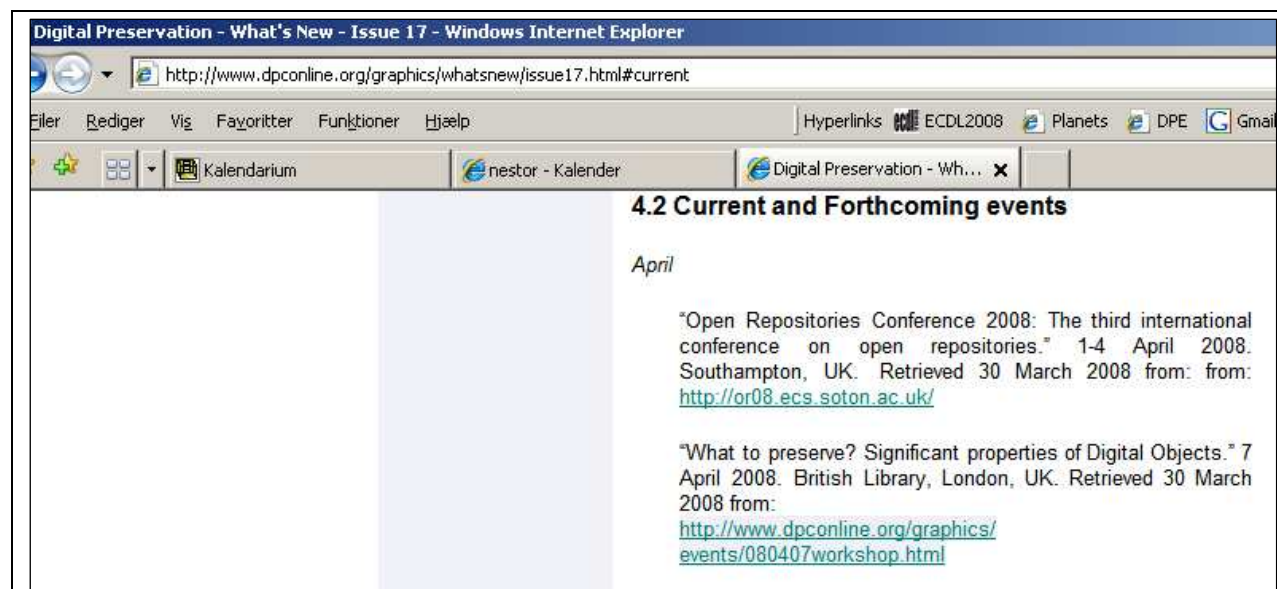 Digital Preservation - What's New - Issue 17 - Windows Internet Explorer
http://www.dpconline.org/graphics/whatsnew/issue17.html#current
Filer Rediger Vis Favoritter Funktioner Hjælp Hyperlinks ECDL2008 Planets DPE Gmail
Kalendarium nestor - Kalender Digital Preservation - Wh...
4.2 Current and Forthcoming events
April
“Open Repositories Conference 2008: The third international
conference on open repositories.” 1-4 April 2008.
Southampton, UK. Retrieved 30 March 2008 from: from:
http://or08.ecs.soton.ac.uk/
“What to preserve? Significant properties of Digital Objects.” 7
April 2008. British Library, London, UK. Retrieved 30 March
2008 from:
http://www.dpconline.org/graphics/
events/080407workshop.html